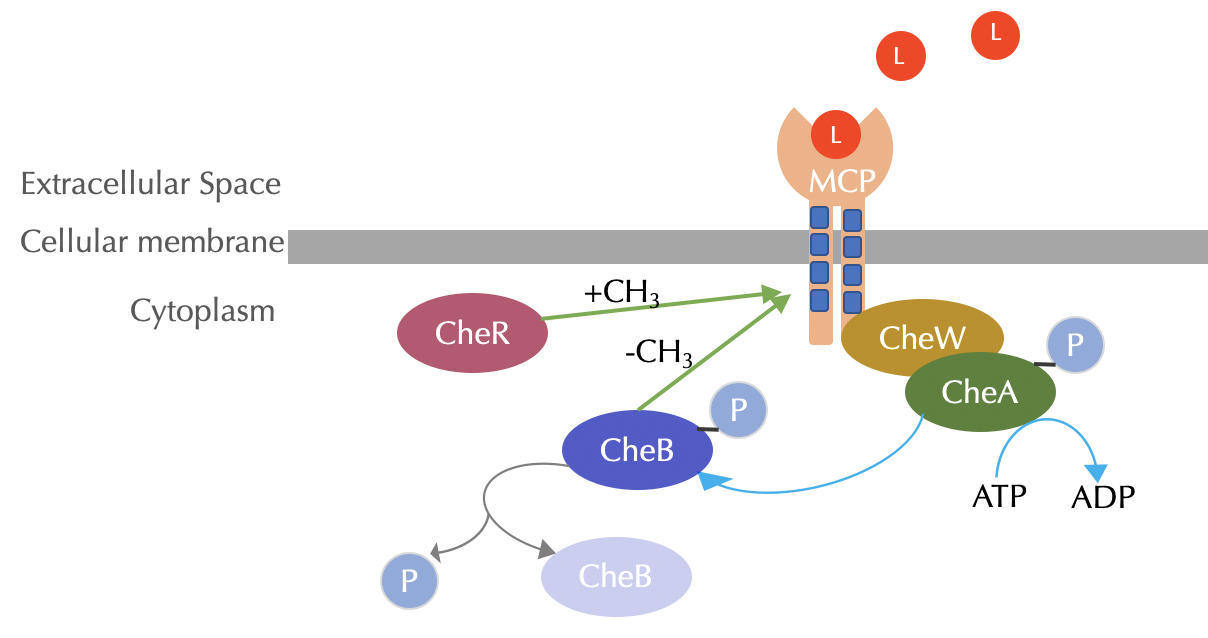 L
L
L
MCP
Extracellular Space
Cellular membrane
Cytoplasm
+CH₃
CheR
-CH₃
CheW
P
CheA
P
CheB
ATP
ADP
P
CheB